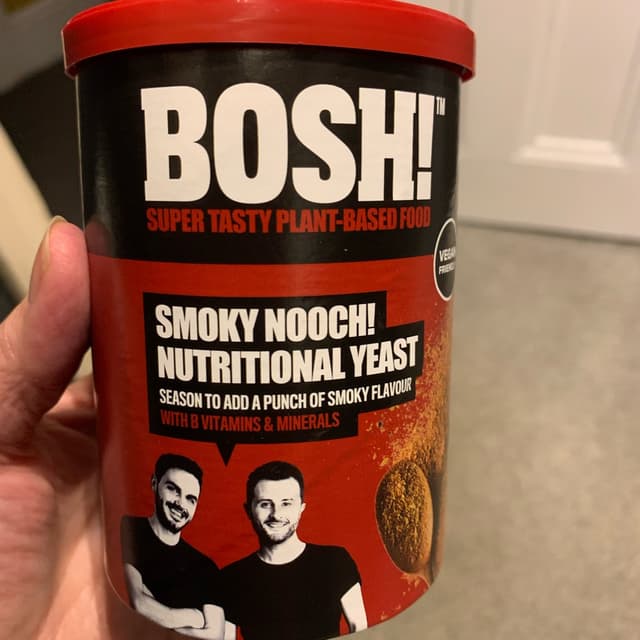 BOSH!™
SUPER TASTY PLANT-BASED FOOD
VEGAN
FRIENDLY
SMOKY NOOCH!
NUTRITIONAL YEAST
SEASON TO ADD A PUNCH OF SMOKY FLAVOUR
WITH B VITAMINS & MINERALS